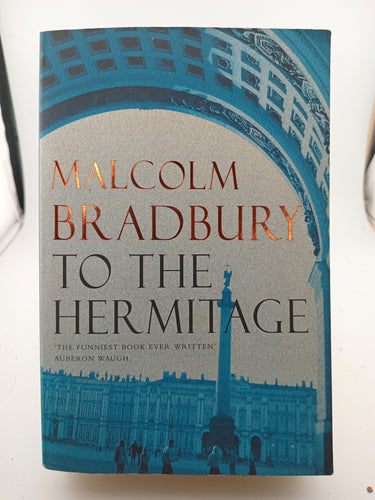 MALCOLM
BRADBURY
TO THE
HERMITAGE
'THE FUNNIEST BOOK EVER WRITTEN'
AUBERON WAUGH